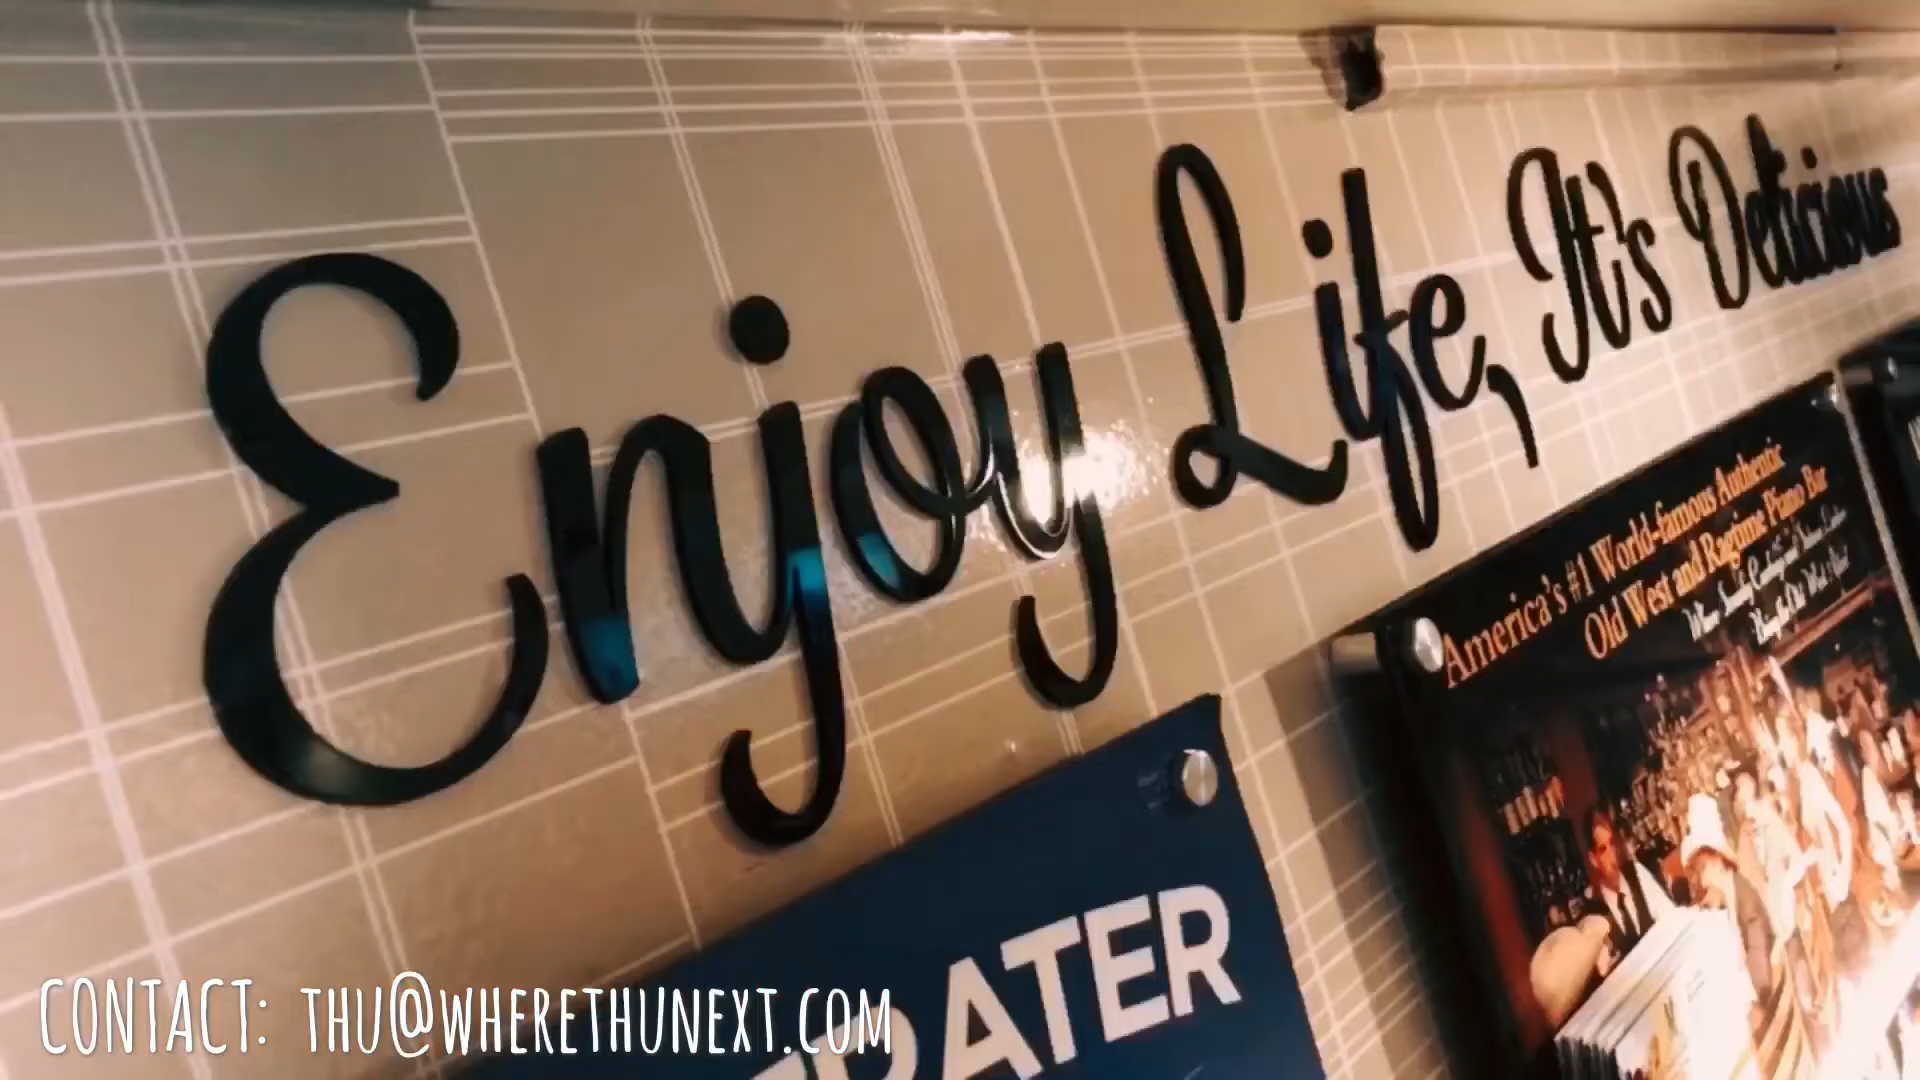 Enjoy Life, It's Delicious
America's #1 World-famous Authentic
Old West and Ragtime Piano Bar
RATER
CONTACT: THU@WHERETHUNEXT.COM